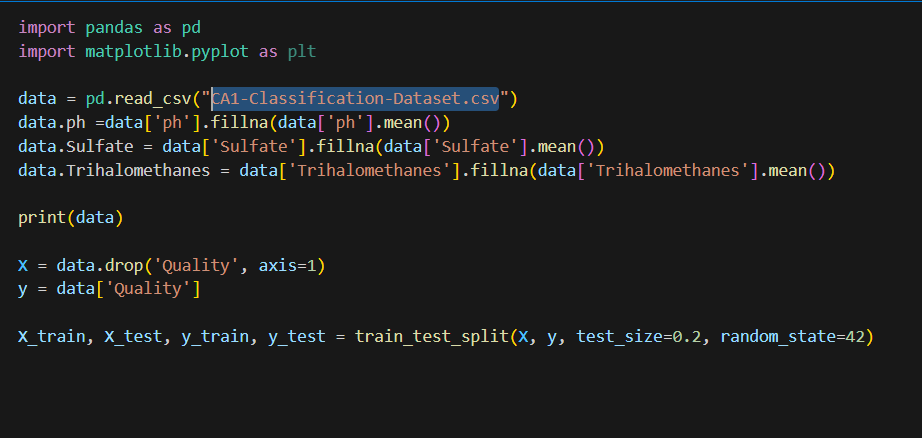 import pandas as pd
import matplotlib.pyplot as plt
data = pd.read_csv("CA1-Classification-Dataset.csv")
data.ph =data['ph'].fillna(data['ph'].mean())
data.Sulfate = data['Sulfate'].fillna(data['Sulfate'].mean())
data.Trihalomethanes = data['Trihalomethanes'].fillna(data['Trihalomethanes'].mean())
print(data)
X = data.drop('Quality', axis=1)
y = data['Quality']
X_train, X_test, y_train, y_test = train_test_split(X, y, test_size=0.2, random_state=42)